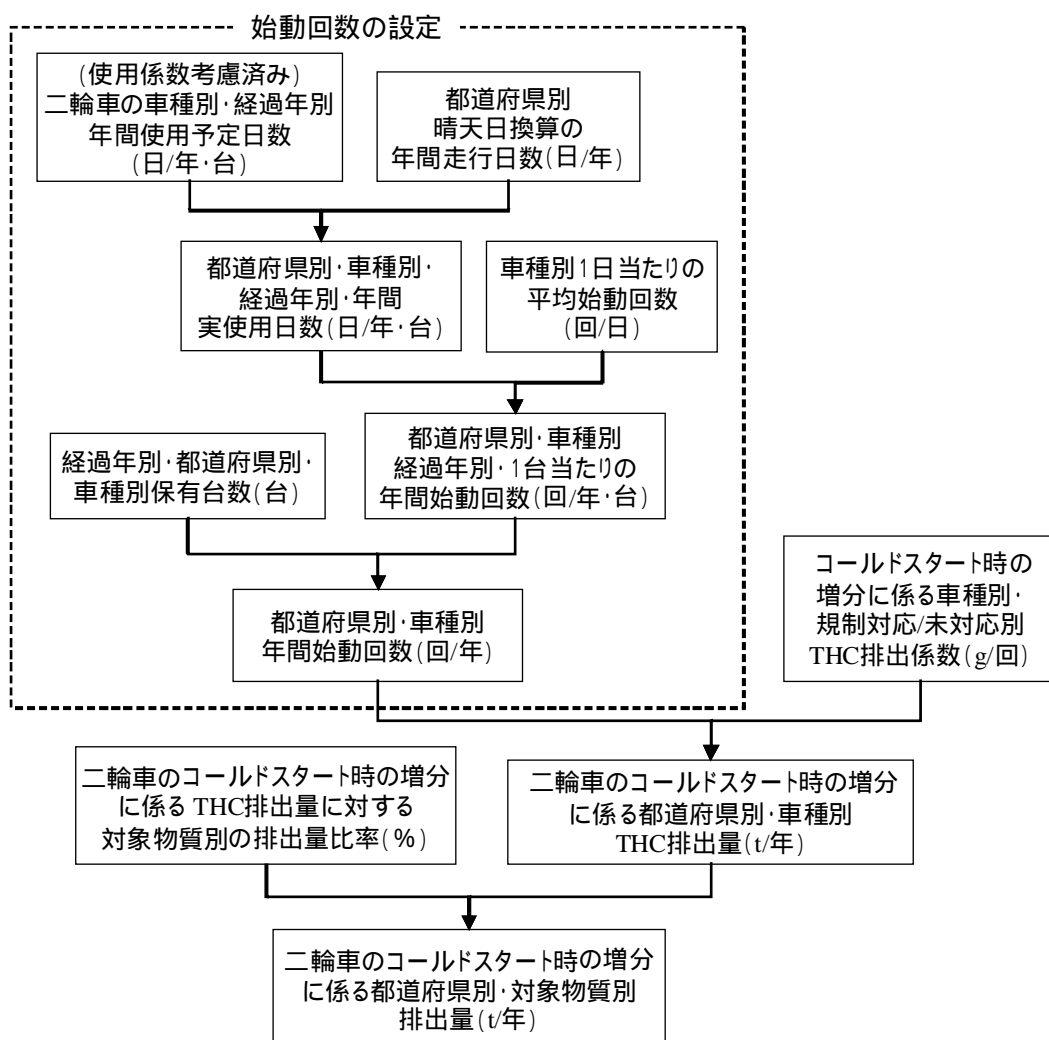 始動回数の設定
(使用係数考慮済み)
二輪車の車種別・経過年別
年間使用予定日数
(日/年・台)
都道府県別
晴天日換算の
年間走行日数(日/年)
都道府県別・車種別・
経過年別・年間
実使用日数(日/年・台)
車種別1日当たりの
平均始動回数
(回/日)
経過年別・都道府県別・
車種別保有台数(台)
都道府県別・車種別
経過年別・1台当たりの
年間始動回数(回/年・台)
都道府県別・車種別
年間始動回数(回/年)
コールドスタート時の
増分に係る車種別・
規制対応/未対応別
THC排出係数(g/回)
二輪車のコールドスタート時の増分
に係る THC排出量に対する
対象物質別の排出量比率(%)
二輪車のコールドスタート時の増分
に係る都道府県別・車種別
THC排出量(t/年)
二輪車のコールドスタート時の増分
に係る都道府県別・対象物質別
排出量(t/年)